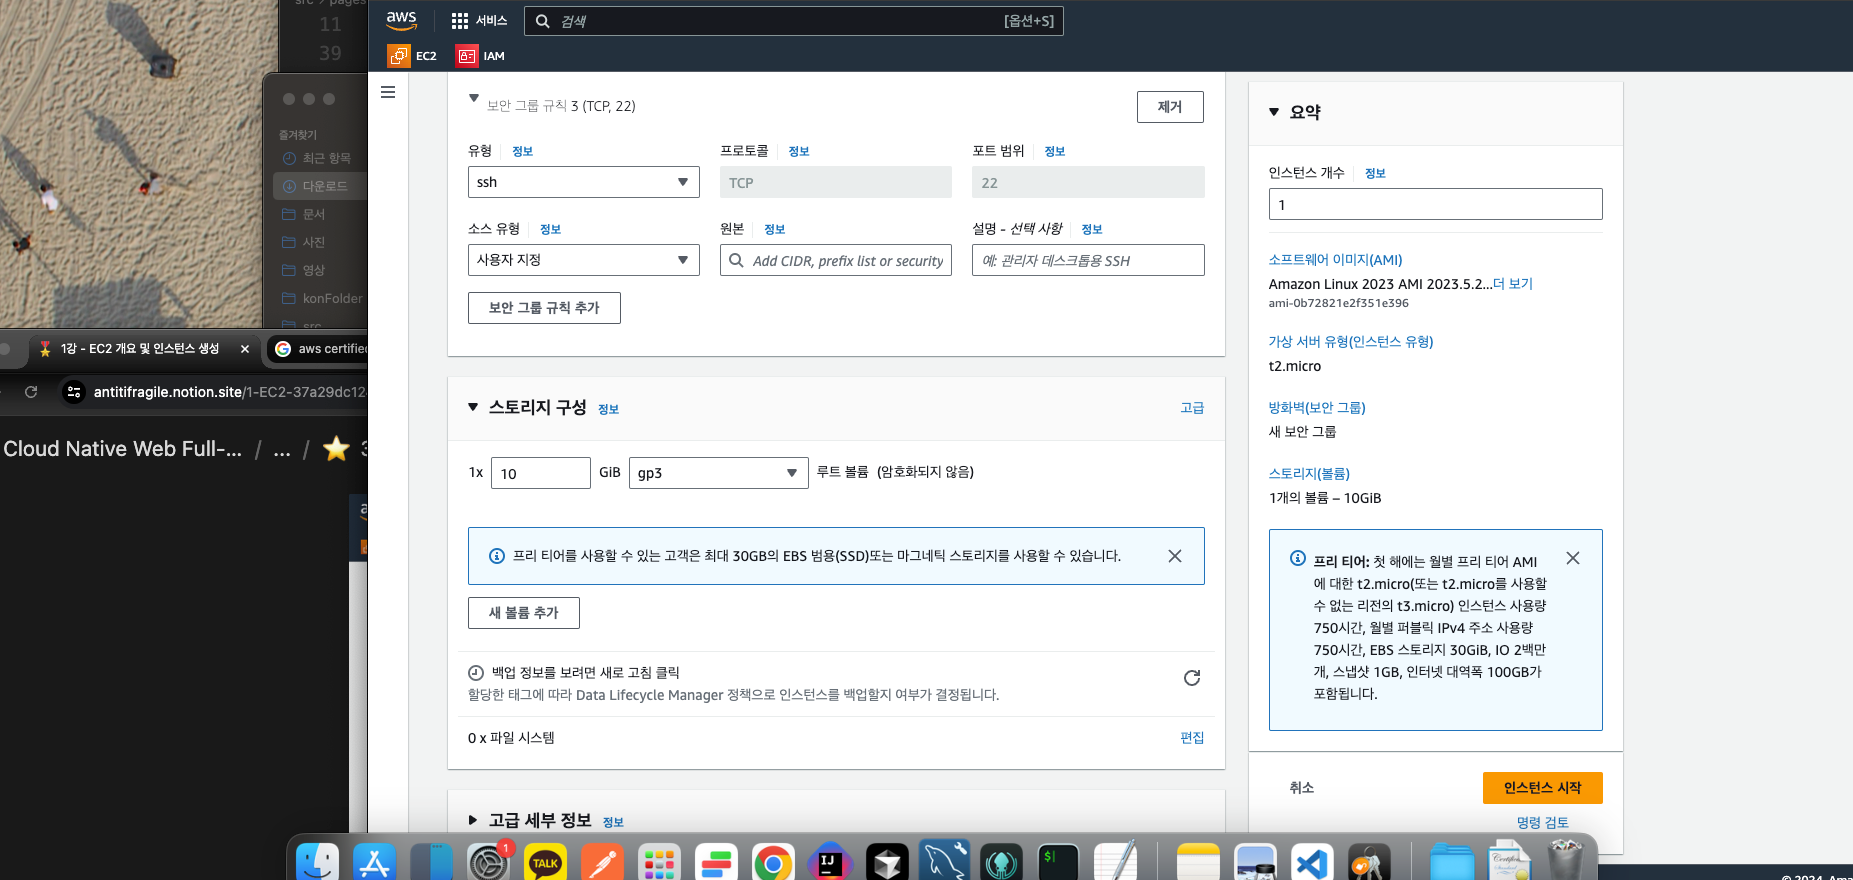 src › pages
11
39
즐겨찾기
최근 항목
다운로드
문서
사진
영상
konFolder
src
1강 - EC2 개요 및 인스턴스 생성
aws certified
antitifragile.notion.site/1-EC2-37a29dc12
Cloud Native Web Full-... / ... / ⭐ 3
aws
서비스
검색
[옵션+S]
EC2
IAM
보안 그룹 규칙 3 (TCP, 22)
제거
유형 정보
프로토콜 정보
포트 범위 정보
ssh
TCP
22
소스 유형 정보
원본 정보
설명 - 선택 사항 정보
사용자 지정
Add CIDR, prefix list or security
예: 관리자 데스크톱용 SSH
보안 그룹 규칙 추가
스토리지 구성 정보
고급
1x 10 GiB gp3 루트 볼륨 (암호화되지 않음)
프리 티어를 사용할 수 있는 고객은 최대 30GB의 EBS 범용(SSD)또는 마그네틱 스토리지를 사용할 수 있습니다.
새 볼륨 추가
백업 정보를 보려면 새로 고침 클릭
할당한 태그에 따라 Data Lifecycle Manager 정책으로 인스턴스를 백업할지 여부가 결정됩니다.
0 x 파일 시스템
편집
고급 세부 정보 정보
요약
인스턴스 개수 정보
1
소프트웨어 이미지(AMI)
Amazon Linux 2023 AMI 2023.5.2...더 보기
ami-0b72821e2f351e396
가상 서버 유형(인스턴스 유형)
t2.micro
방화벽(보안 그룹)
새 보안 그룹
스토리지(볼륨)
1개의 볼륨 – 10GiB
프리 티어: 첫 해에는 월별 프리 티어 AMI
에 대한 t2.micro(또는 t2.micro를 사용할
수 없는 리전의 t3.micro) 인스턴스 사용량
750시간, 월별 퍼블릭 IPv4 주소 사용량
750시간, EBS 스토리지 30GiB, IO 2백만
개, 스냅샷 1GB, 인터넷 대역폭 100GB가
포함됩니다.
취소
인스턴스 시작
명령 검토
1
TALK
IJ
$
© 2024, Ama